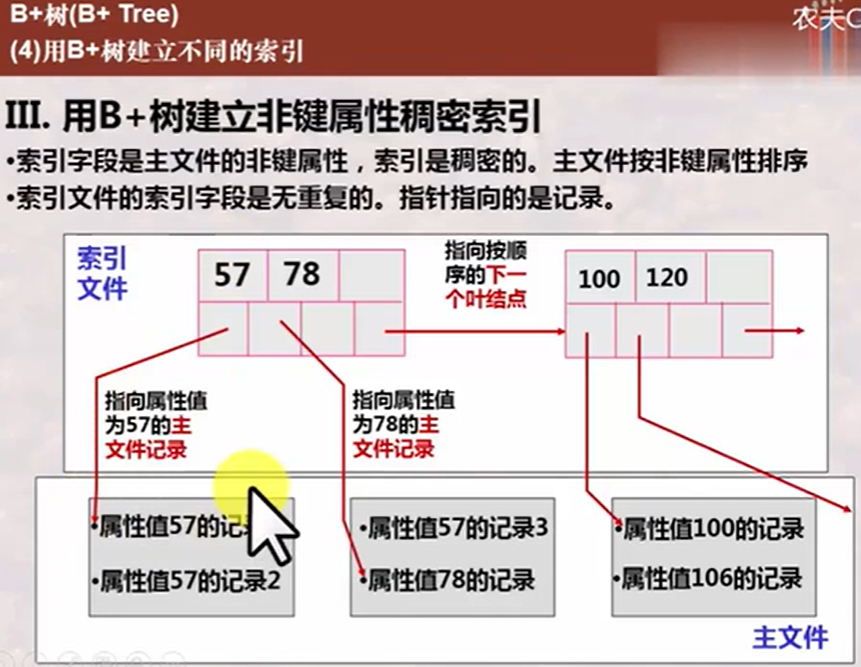 B+树(B+ Tree)
农夫
(4)用B+树建立不同的索引
III. 用B+树建立非键属性稠密索引
•索引字段是主文件的非键属性，索引是稠密的。主文件按非键属性排序
•索引文件的索引字段是无重复的。指针指向的是记录。
索引
文件
57 78
指向按顺
序的下一
个叶结点
100 120
指向属性值
为57的主
文件记录
指向属性值
为78的主
文件记录
•属性值57的记
•属性值57的记录2
•属性值57的记录3
•属性值78的记录
•属性值100的记录
•属性值106的记录
主文件